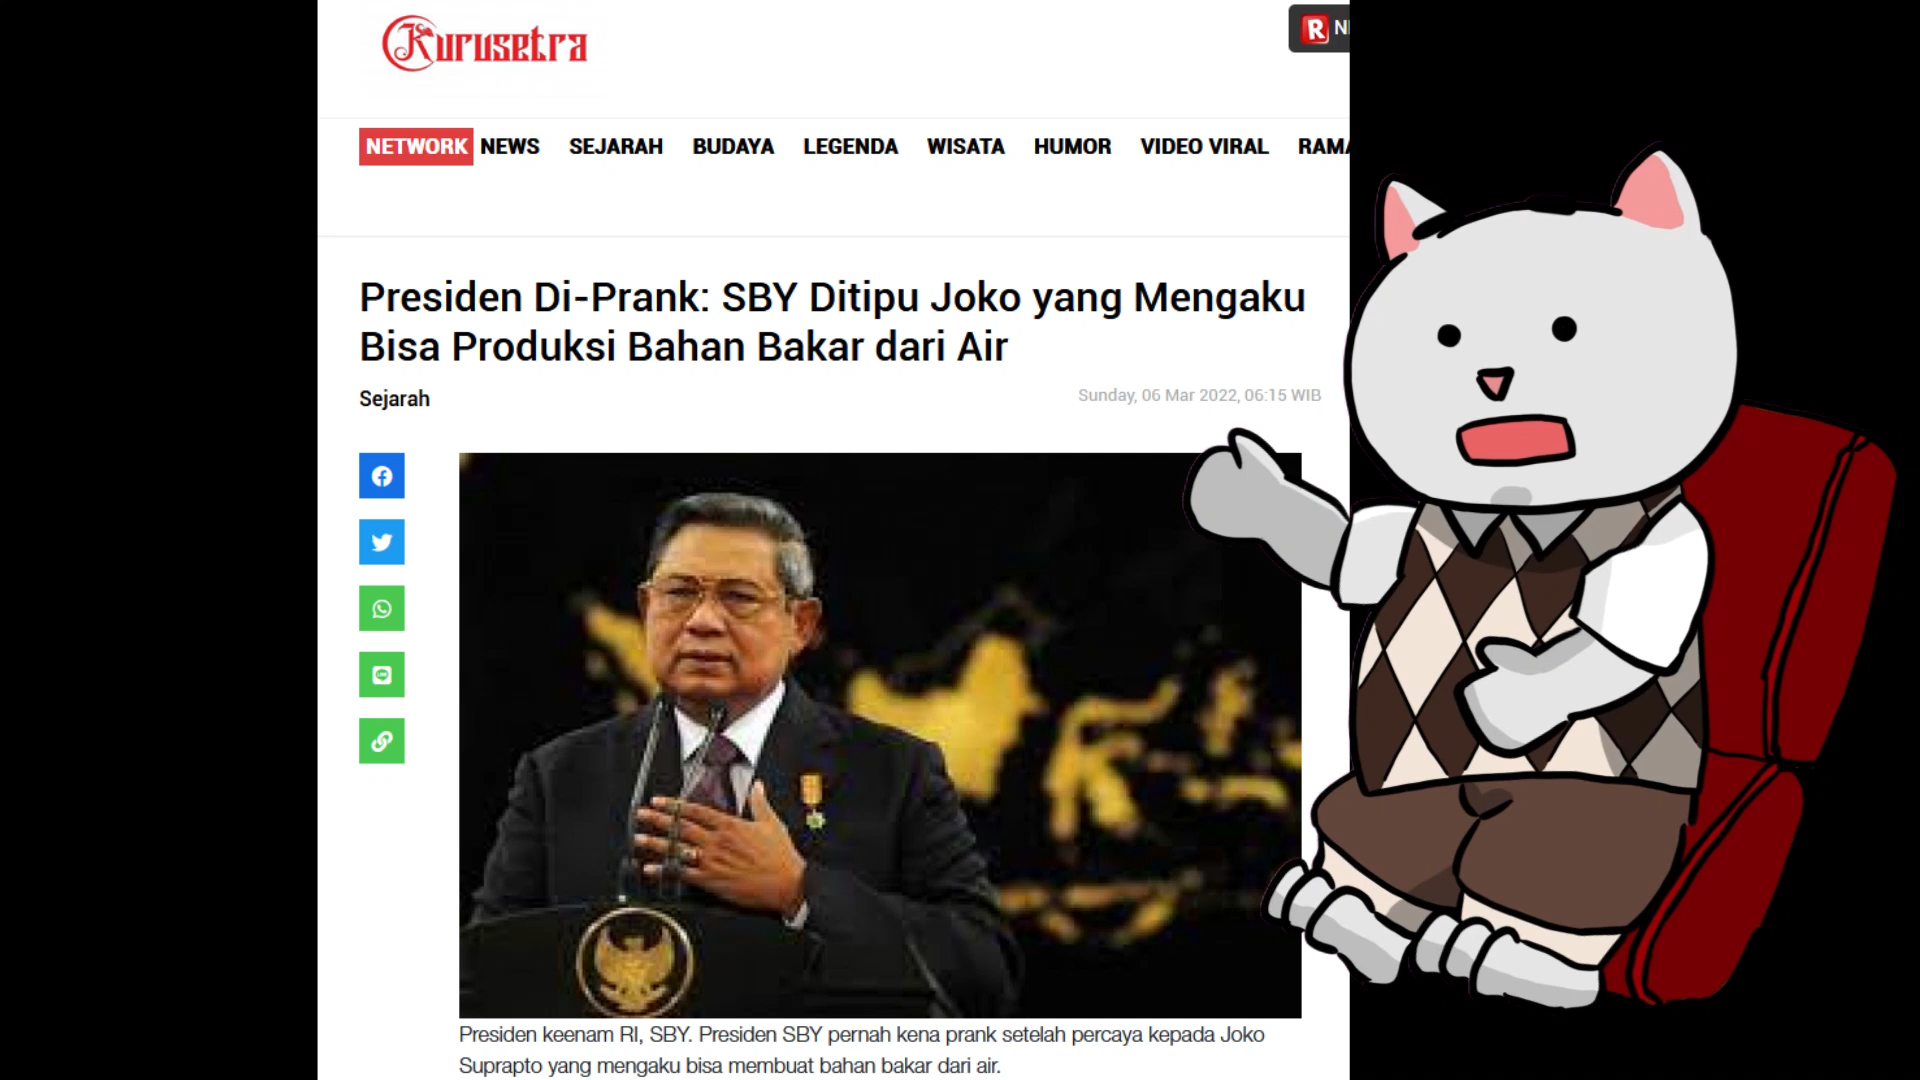 Kurusetra
R
NETWORK NEWS SEJARAH BUDAYA LEGENDA WISATA HUMOR VIDEO VIRAL RAMA
Presiden Di-Prank: SBY Ditipu Joko yang Mengaku
Bisa Produksi Bahan Bakar dari Air
Sejarah
Sunday, 06 Mar 2022, 06:15 WIB
Presiden keenam RI, SBY. Presiden SBY pernah kena prank setelah percaya kepada Joko
Suprapto yang mengaku bisa membuat bahan bakar dari air.